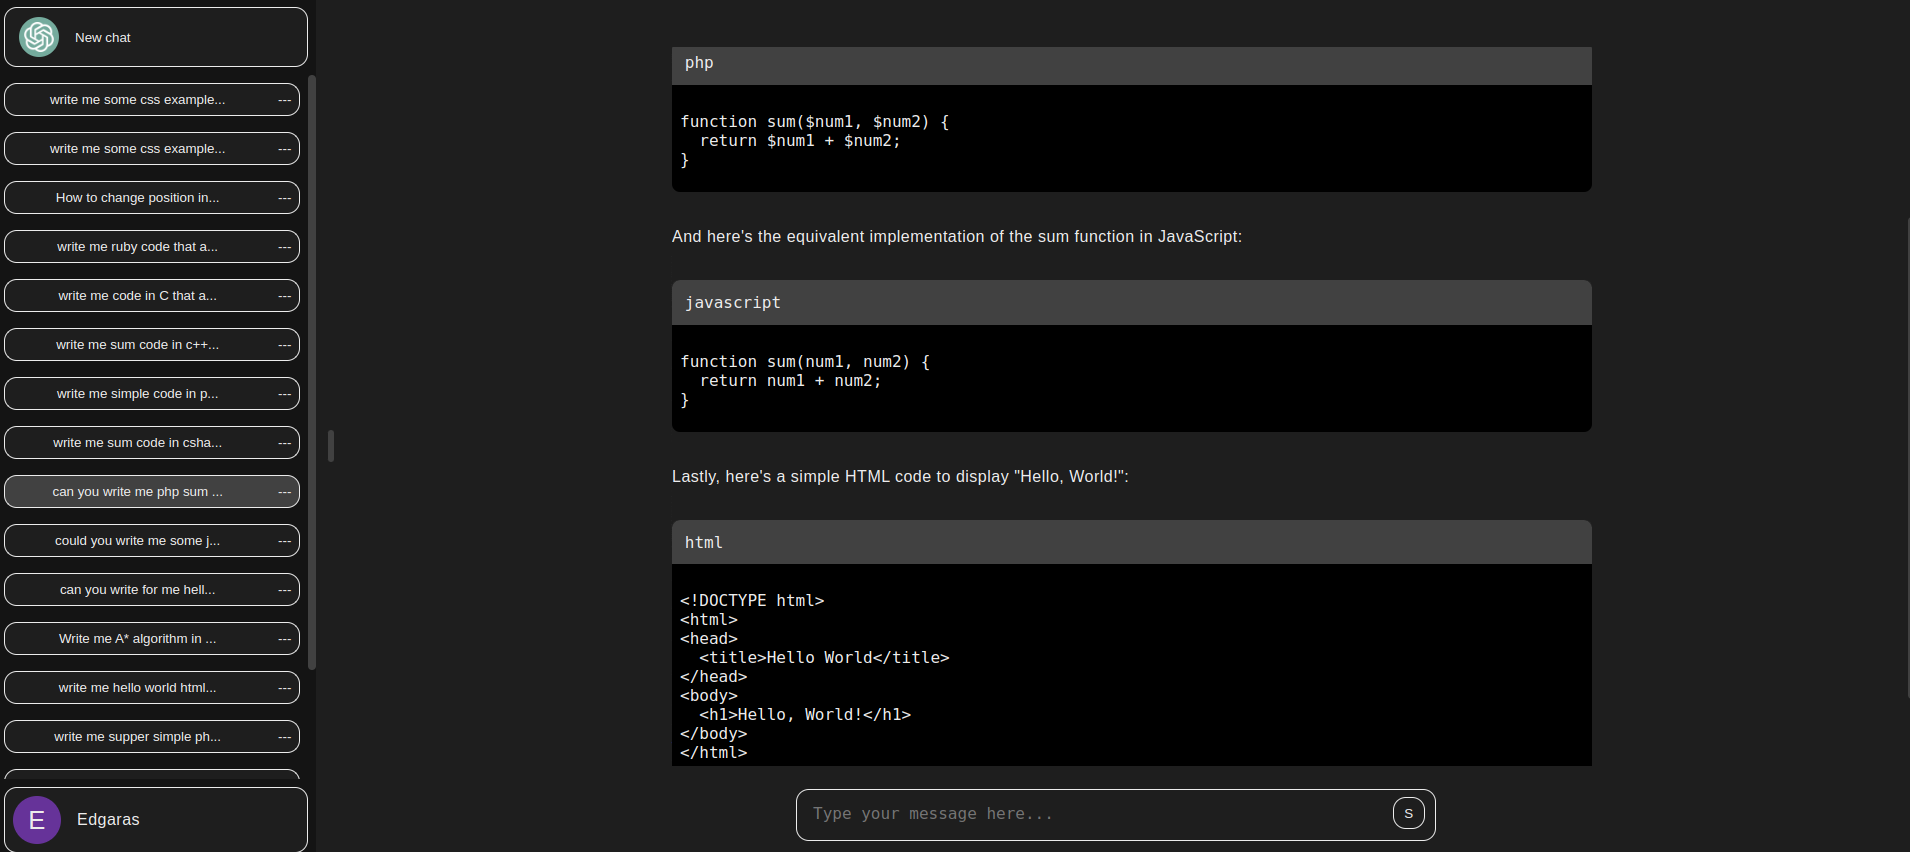 New chat
write me some css example... ---
write me some css example... ---
How to change position in... ---
write me ruby code that a... ---
write me code in C that a... ---
write me sum code in c++... ---
write me simple code in p... ---
write me sum code in csha... ---
can you write me php sum ... ---
could you write me some j... ---
can you write for me hell... ---
Write me A* algorithm in ... ---
write me hello world html... ---
write me supper simple ph... ---
E Edgaras
php
function sum($num1, $num2) {
  return $num1 + $num2;
}
And here's the equivalent implementation of the sum function in JavaScript:
javascript
function sum(num1, num2) {
  return num1 + num2;
}
Lastly, here's a simple HTML code to display "Hello, World!":
html
<!DOCTYPE html>
<html>
<head>
  <title>Hello World</title>
</head>
<body>
  <h1>Hello, World!</h1>
</body>
</html>
Type your message here... S